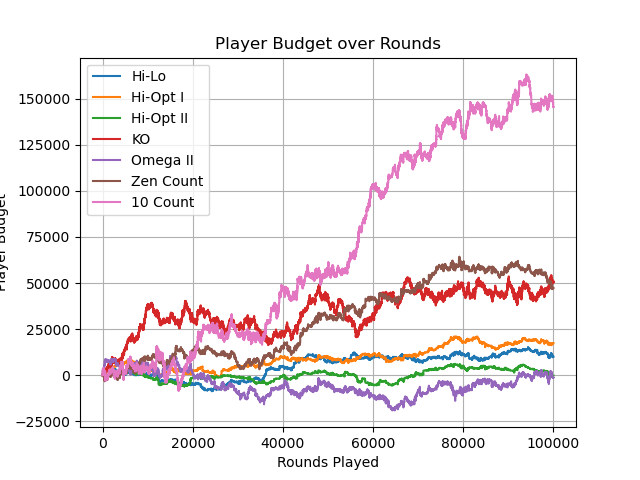 Player Budget over Rounds
Hi-Lo
Hi-Opt I
Hi-Opt II
KO
Omega II
Zen Count
10 Count
150000
125000
100000
75000
50000
25000
0
−25000
Player Budget
0 20000 40000 60000 80000 100000
Rounds Played